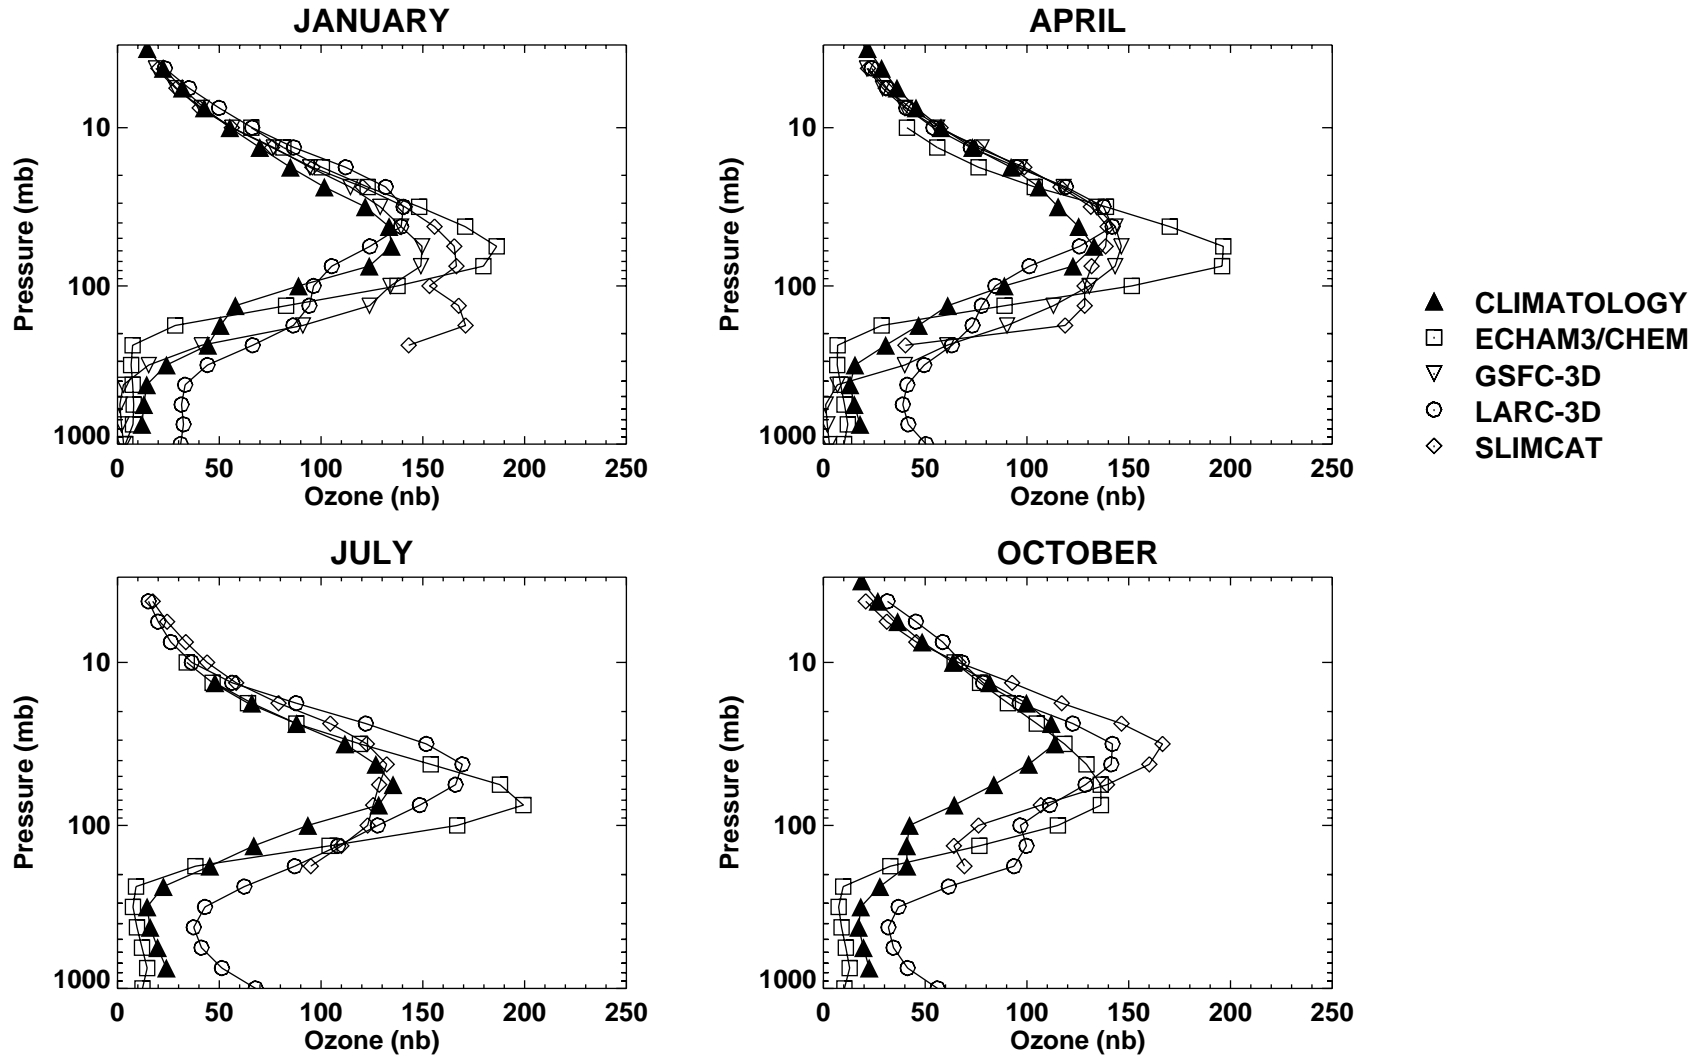 JANUARY
Pressure (mb)
10
100
1000
0 50 100 150 200 250
Ozone (nb)
APRIL
Pressure (mb)
10
100
1000
0 50 100 150 200 250
Ozone (nb)
CLIMATOLOGY
ECHAM3/CHEM
GSFC-3D
LARC-3D
SLIMCAT
JULY
Pressure (mb)
10
100
1000
0 50 100 150 200 250
Ozone (nb)
OCTOBER
Pressure (mb)
10
100
1000
0 50 100 150 200 250
Ozone (nb)